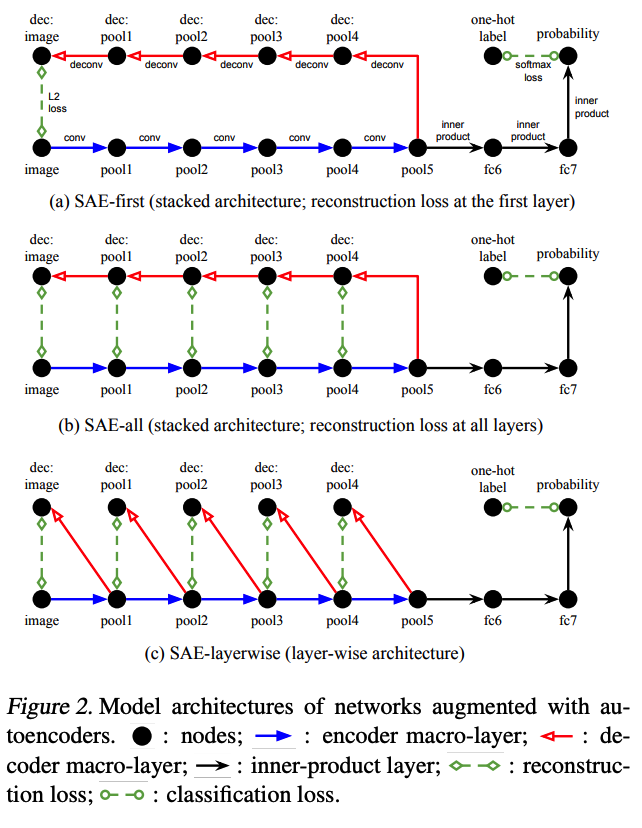 dec: dec: dec: dec: dec: one-hot
image pool1 pool2 pool3 pool4 label probability
deconv deconv deconv deconv deconv softmax
loss
L2
loss
inner
product
conv conv conv conv conv inner inner
product product
image pool1 pool2 pool3 pool4 pool5 fc6 fc7
(a) SAE-first (stacked architecture; reconstruction loss at the first layer)
dec: dec: dec: dec: dec: one-hot
image pool1 pool2 pool3 pool4 label probability
image pool1 pool2 pool3 pool4 pool5 fc6 fc7
(b) SAE-all (stacked architecture; reconstruction loss at all layers)
dec: dec: dec: dec: dec: one-hot
image pool1 pool2 pool3 pool4 label probability
image pool1 pool2 pool3 pool4 pool5 fc6 fc7
(c) SAE-layerwise (layer-wise architecture)
Figure 2. Model architectures of networks augmented with au-
toencoders. : nodes; : encoder macro-layer; : de-
coder macro-layer; : inner-product layer; : reconstruc-
tion loss; : classification loss.